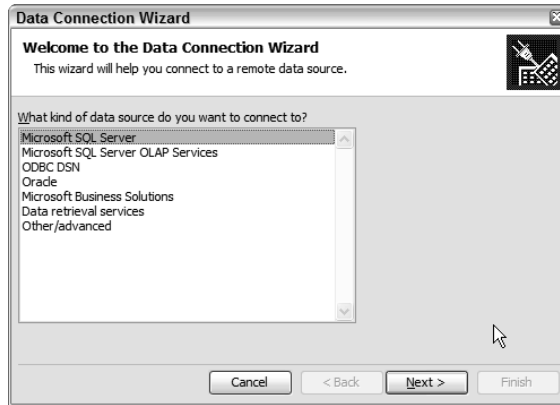 Data Connection Wizard
Welcome to the Data Connection Wizard
This wizard will help you connect to a remote data source.
What kind of data source do you want to connect to?
Microsoft SQL Server
Microsoft SQL Server OLAP Services
ODBC DSN
Oracle
Microsoft Business Solutions
Data retrieval services
Other/advanced
Cancel
< Back
Next >
Finish